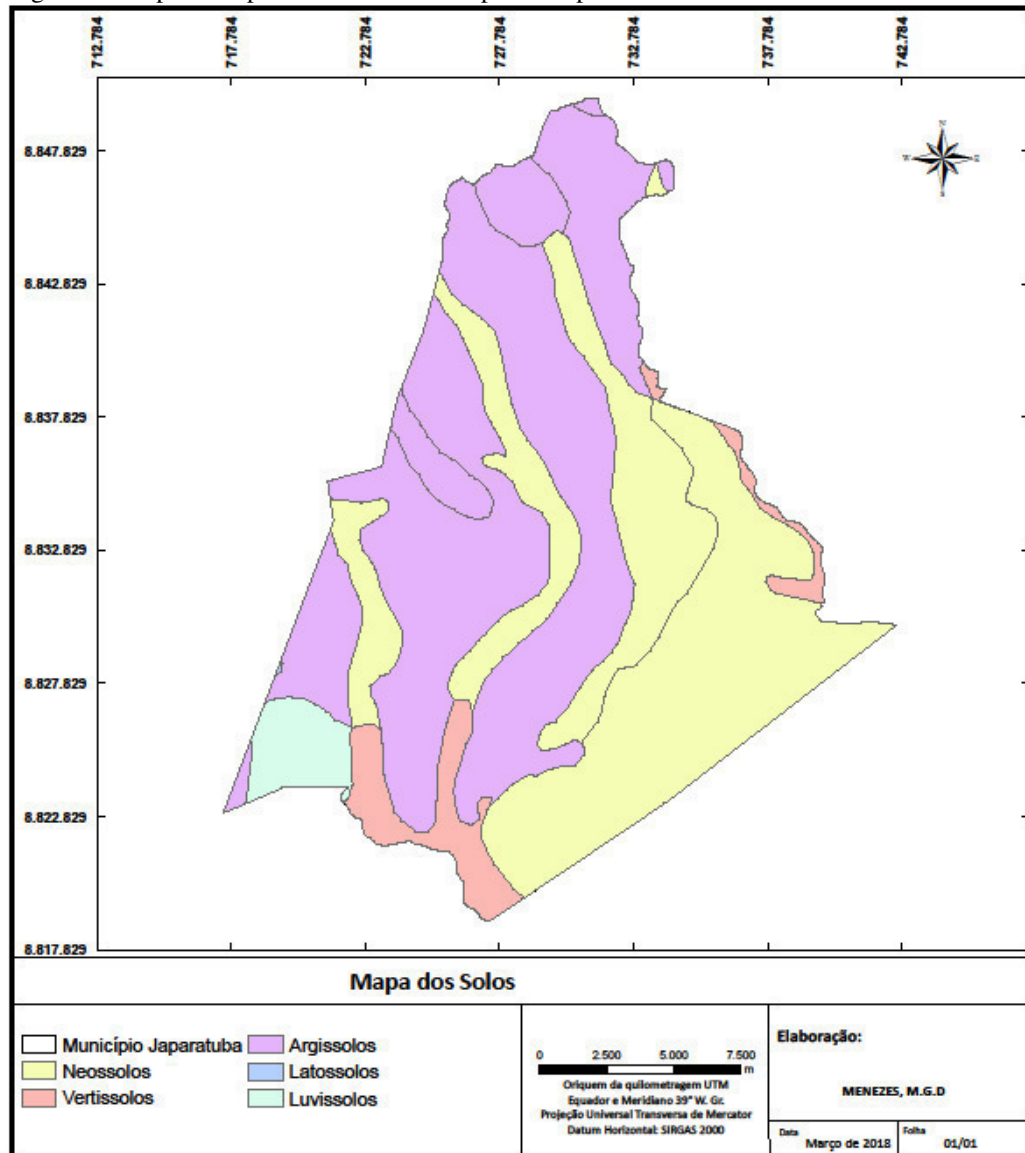 712.784
717.784
722.784
727.784
732.784
737.784
742.784
8.847.829
8.842.829
8.837.829
8.832.829
8.827.829
8.822.829
8.817.829
N
W
E
S
Mapa dos Solos
Município Japaratuba
Neossolos
Vertissolos
Argissolos
Latossolos
Luvissolos
0 2.500 5.000 7.500
m
Origuem da quilometragem UTM
Equador e Meridiano 39° W. Gr.
Projeção Universal Transversa de Mercator
Datum Horizontal: SIRGAS 2000
Elaboração:
MENEZES, M.G.D
Data
Março de 2018
Folha
01/01